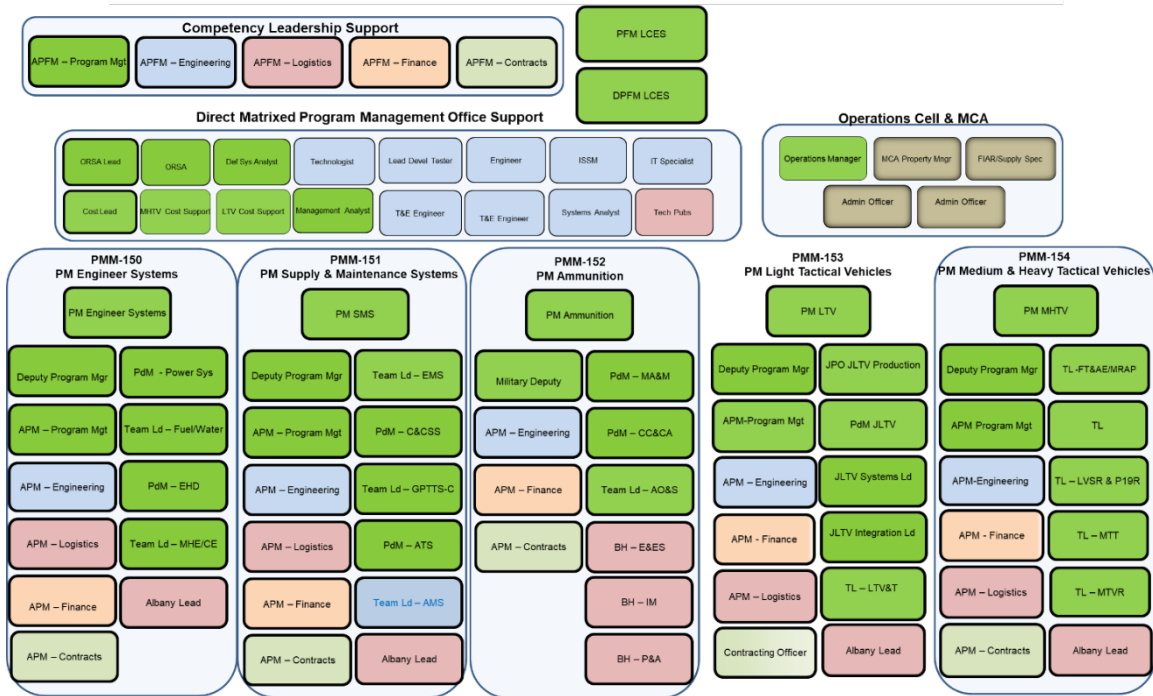 Competency Leadership Support
APFM – Program Mgt
APFM – Engineering
APFM – Logistics
APFM – Finance
APFM – Contracts
PFM LCES
DPFM LCES
Direct Matrixed Program Management Office Support
ORSA Lead
ORSA
Def Sys Analyst
Technologist
Lead Devel Tester
Engineer
ISSM
IT Specialist
Cost Lead
MHTV Cost Support
LTV Cost Support
Management Analyst
T&E Engineer
T&E Engineer
Systems Analyst
Tech Pubs
Operations Cell & MCA
Operations Manager
MCA Property Mngr
FIAR/Supply Spec
Admin Officer
Admin Officer
PMM-150
PM Engineer Systems
PM Engineer Systems
Deputy Program Mgr
PdM - Power Sys
APM – Program Mgt
Team Ld – Fuel/Water
APM – Engineering
PdM – EHD
APM – Logistics
Team Ld – MHE/CE
APM – Finance
Albany Lead
APM – Contracts
PMM-151
PM Supply & Maintenance Systems
PM SMS
Deputy Program Mgr
Team Ld – EMS
APM – Program Mgt
PdM – C&CSS
APM – Engineering
Team Ld – GPTTS-C
APM – Logistics
PdM – ATS
APM – Finance
Team Ld – AMS
APM – Contracts
Albany Lead
PMM-152
PM Ammunition
PM Ammunition
Military Deputy
PdM – MA&M
APM – Engineering
PdM – CC&CA
APM – Finance
Team Ld – AO&S
APM – Contracts
BH – E&ES
BH – IM
BH – P&A
PMM-153
PM Light Tactical Vehicles
PM LTV
Deputy Program Mgr
JPO JLTV Production
APM-Program Mgt
PdM JLTV
APM – Engineering
JLTV Systems Ld
APM - Finance
JLTV Integration Ld
APM – Logistics
TL – LTV&T
Contracting Officer
Albany Lead
PMM-154
PM Medium & Heavy Tactical Vehicles
PM MHTV
Deputy Program Mgr
TL -FT&AE/MRAP
APM Program Mgt
TL
APM-Engineering
TL – LVSR & P19R
APM - Finance
TL – MTT
APM – Logistics
TL – MTVR
APM – Contracts
Albany Lead